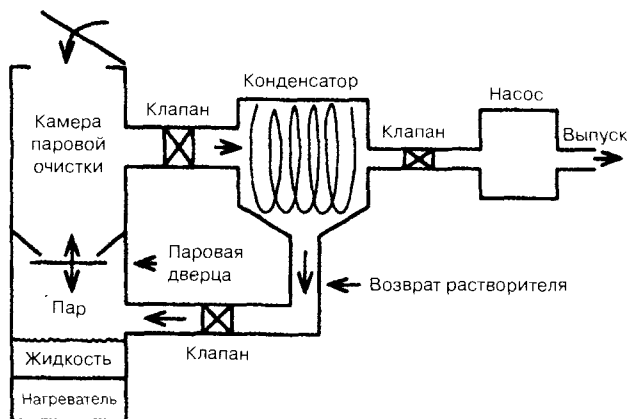 Конденсатор
Насос
Клапан
Клапан
Выпуск
Камера
паровой
очистки
Паровая
дверца
Возврат растворителя
Пар
Клапан
Жидкость
Нагреватель